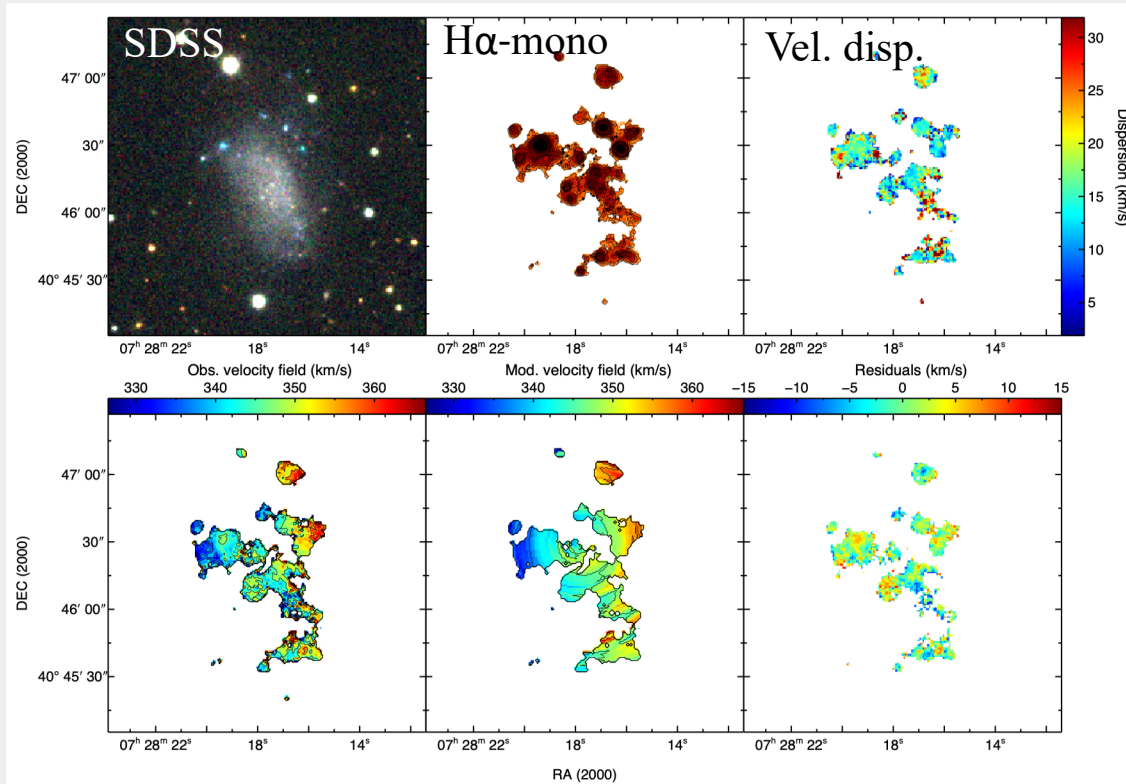 SDSS
Hα-mono
Vel. disp.
47' 00"
30"
46' 00"
40° 45' 30"
DEC (2000)
30
25
20
15
10
5
Dispersion (km/s)
07ʰ 28ᵐ 22ˢ
18ˢ
14ˢ
07ʰ 28ᵐ 22ˢ
18ˢ
14ˢ
07ʰ 28ᵐ 22ˢ
18ˢ
14ˢ
Obs. velocity field (km/s)
Mod. velocity field (km/s)
Residuals (km/s)
330
340
350
360
330
340
350
360
−15
−10
−5
0
5
10
15
47' 00"
30"
46' 00"
40° 45' 30"
DEC (2000)
07ʰ 28ᵐ 22ˢ
18ˢ
14ˢ
07ʰ 28ᵐ 22ˢ
18ˢ
14ˢ
07ʰ 28ᵐ 22ˢ
18ˢ
14ˢ
RA (2000)